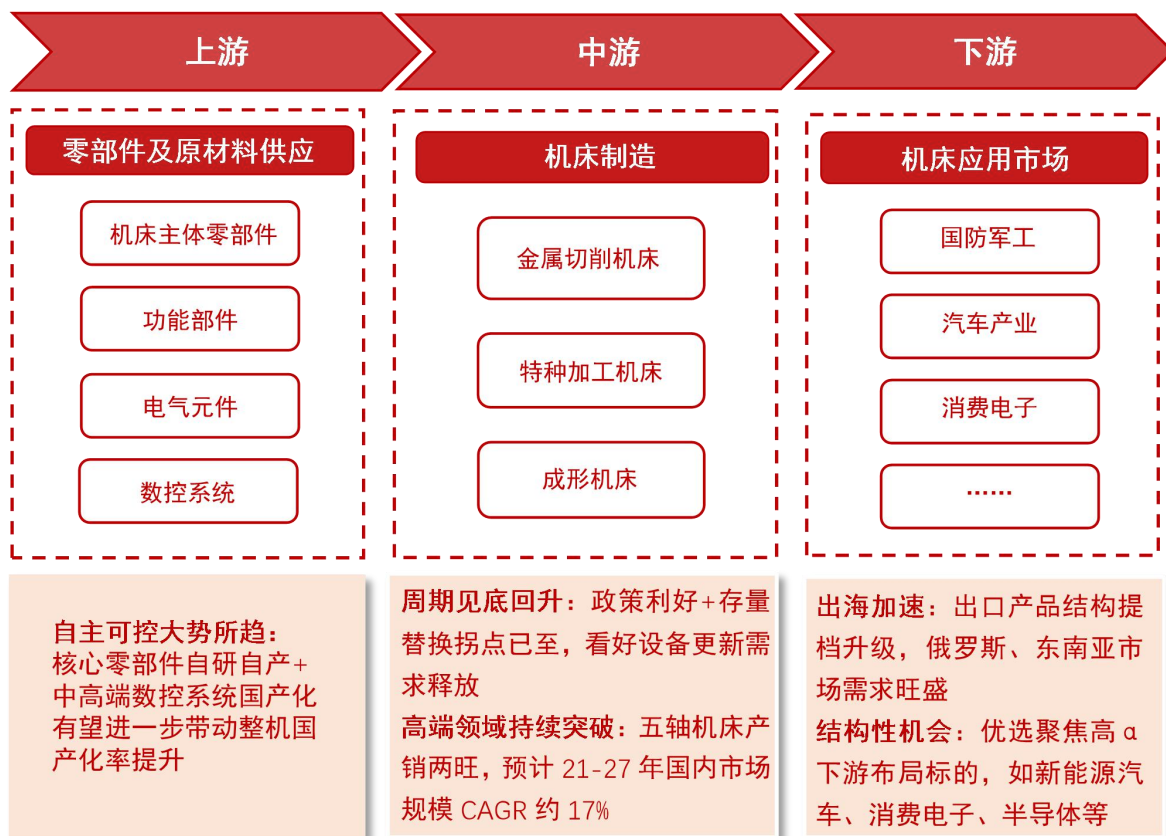 上游
中游
下游
零部件及原材料供应
机床主体零部件
功能部件
电气元件
数控系统
机床制造
金属切削机床
特种加工机床
成形机床
机床应用市场
国防军工
汽车产业
消费电子
……
自主可控大势所趋：
核心零部件自研自产+
中高端数控系统国产化
有望进一步带动整机国
产化率提升
周期见底回升：政策利好+存量
替换拐点已至，看好设备更新需
求释放
高端领域持续突破：五轴机床产
销两旺，预计 21-27 年国内市场
规模 CAGR 约 17%
出海加速：出口产品结构提
档升级，俄罗斯、东南亚市
场需求旺盛
结构性机会：优选聚焦高 α
下游布局标的，如新能源汽
车、消费电子、半导体等